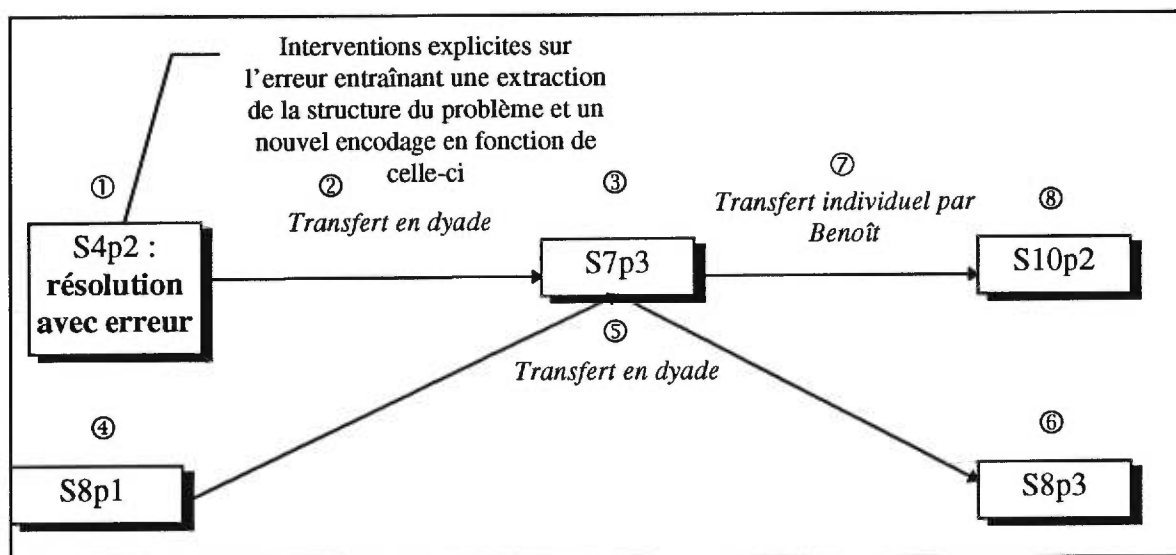 Interventions explicites sur
l'erreur entraînant une extraction
de la structure du problème et un
nouvel encodage en fonction de
celle-ci
①
②
③
⑦
⑧
Transfert en dyade
Transfert individuel par
Benoît
S4p2 :
résolution
avec erreur
S7p3
S10p2
⑤
Transfert en dyade
④
⑥
S8p1
S8p3